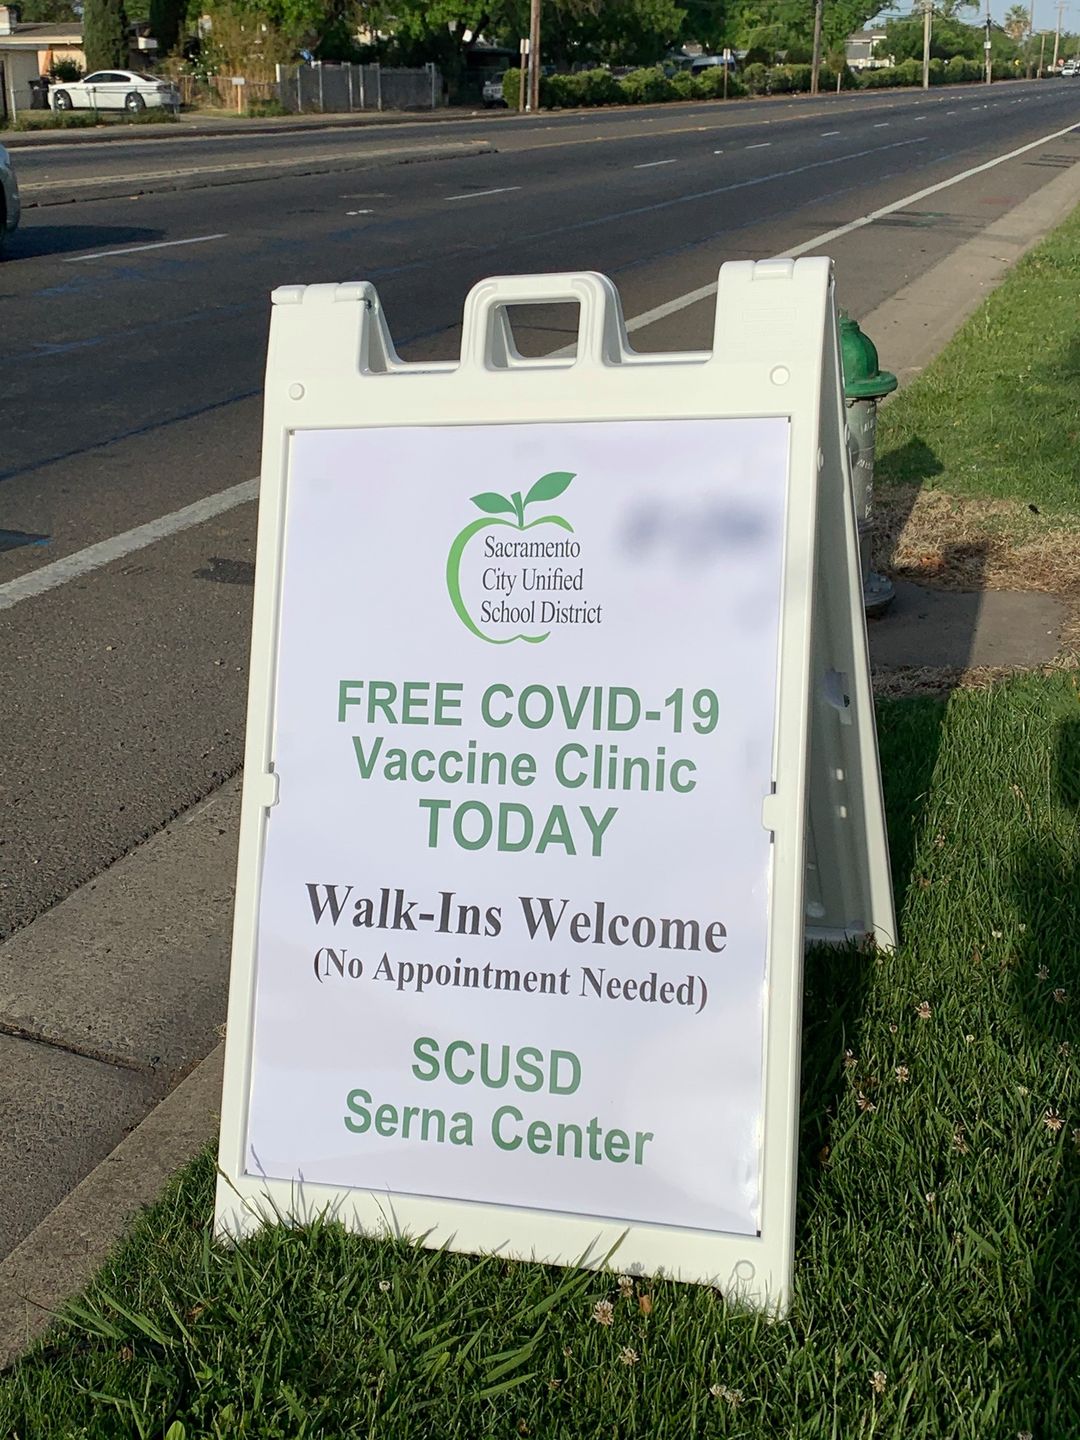 Sacramento
City Unified
School District
FREE COVID-19
Vaccine Clinic
TODAY
Walk-Ins Welcome
(No Appointment Needed)
SCUSD
Serna Center